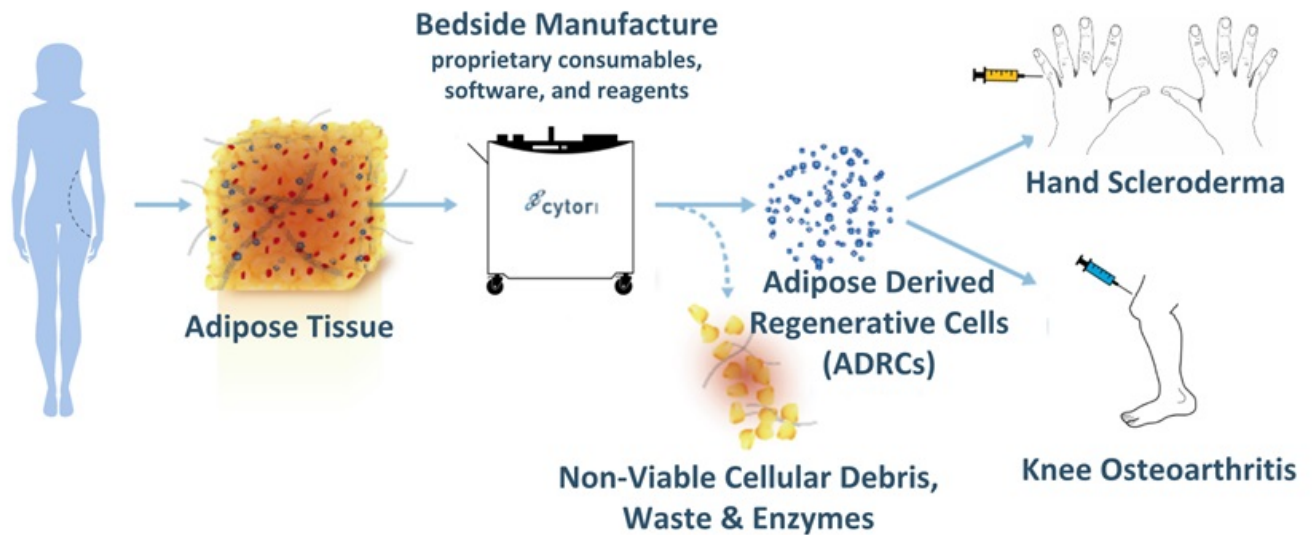 Bedside Manufacture
proprietary consumables,
software, and reagents
cytori
Adipose Tissue
Adipose Derived
Regenerative Cells
(ADRCs)
Non-Viable Cellular Debris,
Waste & Enzymes
Hand Scleroderma
Knee Osteoarthritis